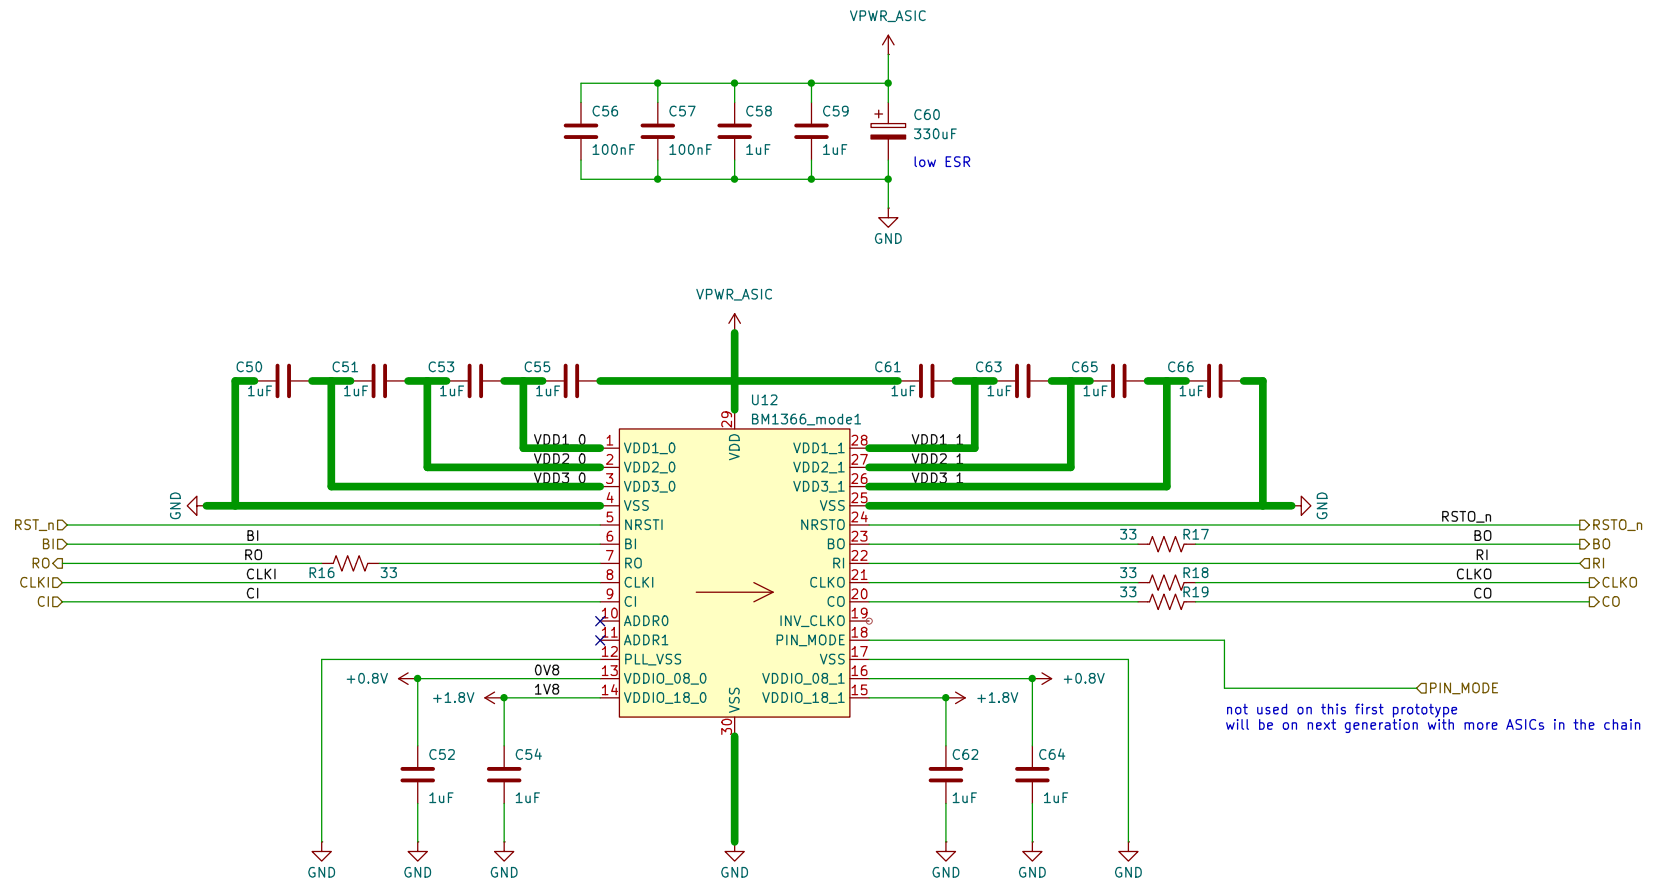 VPWR_ASIC
C56
C57
C58
C59
+
C60
330uF
100nF
100nF
1uF
1uF
low ESR
GND
VPWR_ASIC
C50
C51
C53
C55
C61
C63
C65
C66
1uF
1uF
1uF
1uF
1uF
1uF
1uF
1uF
U12
BM1366_mode1
29
VDD
VDD1_0
1
VDD1_0
VDD1_1
28
VDD1_1
VDD2_0
2
VDD2_0
VDD2_1
27
VDD2_1
VDD3_0
3
VDD3_0
VDD3_1
26
VDD3_1
GND
4
VSS
VSS
25
GND
RST_n
5
NRSTI
NRSTO
24
RSTO_n
RSTO_n
BI
BI
6
BI
BO
23
33
R17
BO
BO
RO
RO
R16
33
7
RO
RI
22
RI
RI
CLKI
CLKI
8
CLKI
CLKO
21
33
R18
CLKO
CLKO
CI
CI
9
CI
CO
20
33
R19
CO
CO
10
ADDR0
INV_CLKO
19
11
ADDR1
PIN_MODE
18
12
PLL_VSS
VSS
17
+0.8V
0V8
13
VDDIO_08_0
VDDIO_08_1
16
+0.8V
PIN_MODE
+1.8V
1V8
14
VDDIO_18_0
VDDIO_18_1
15
+1.8V
VSS
30
not used on this first prototype
will be on next generation with more ASICs in the chain
C52
C54
C62
C64
1uF
1uF
1uF
1uF
GND
GND
GND
GND
GND
GND
GND